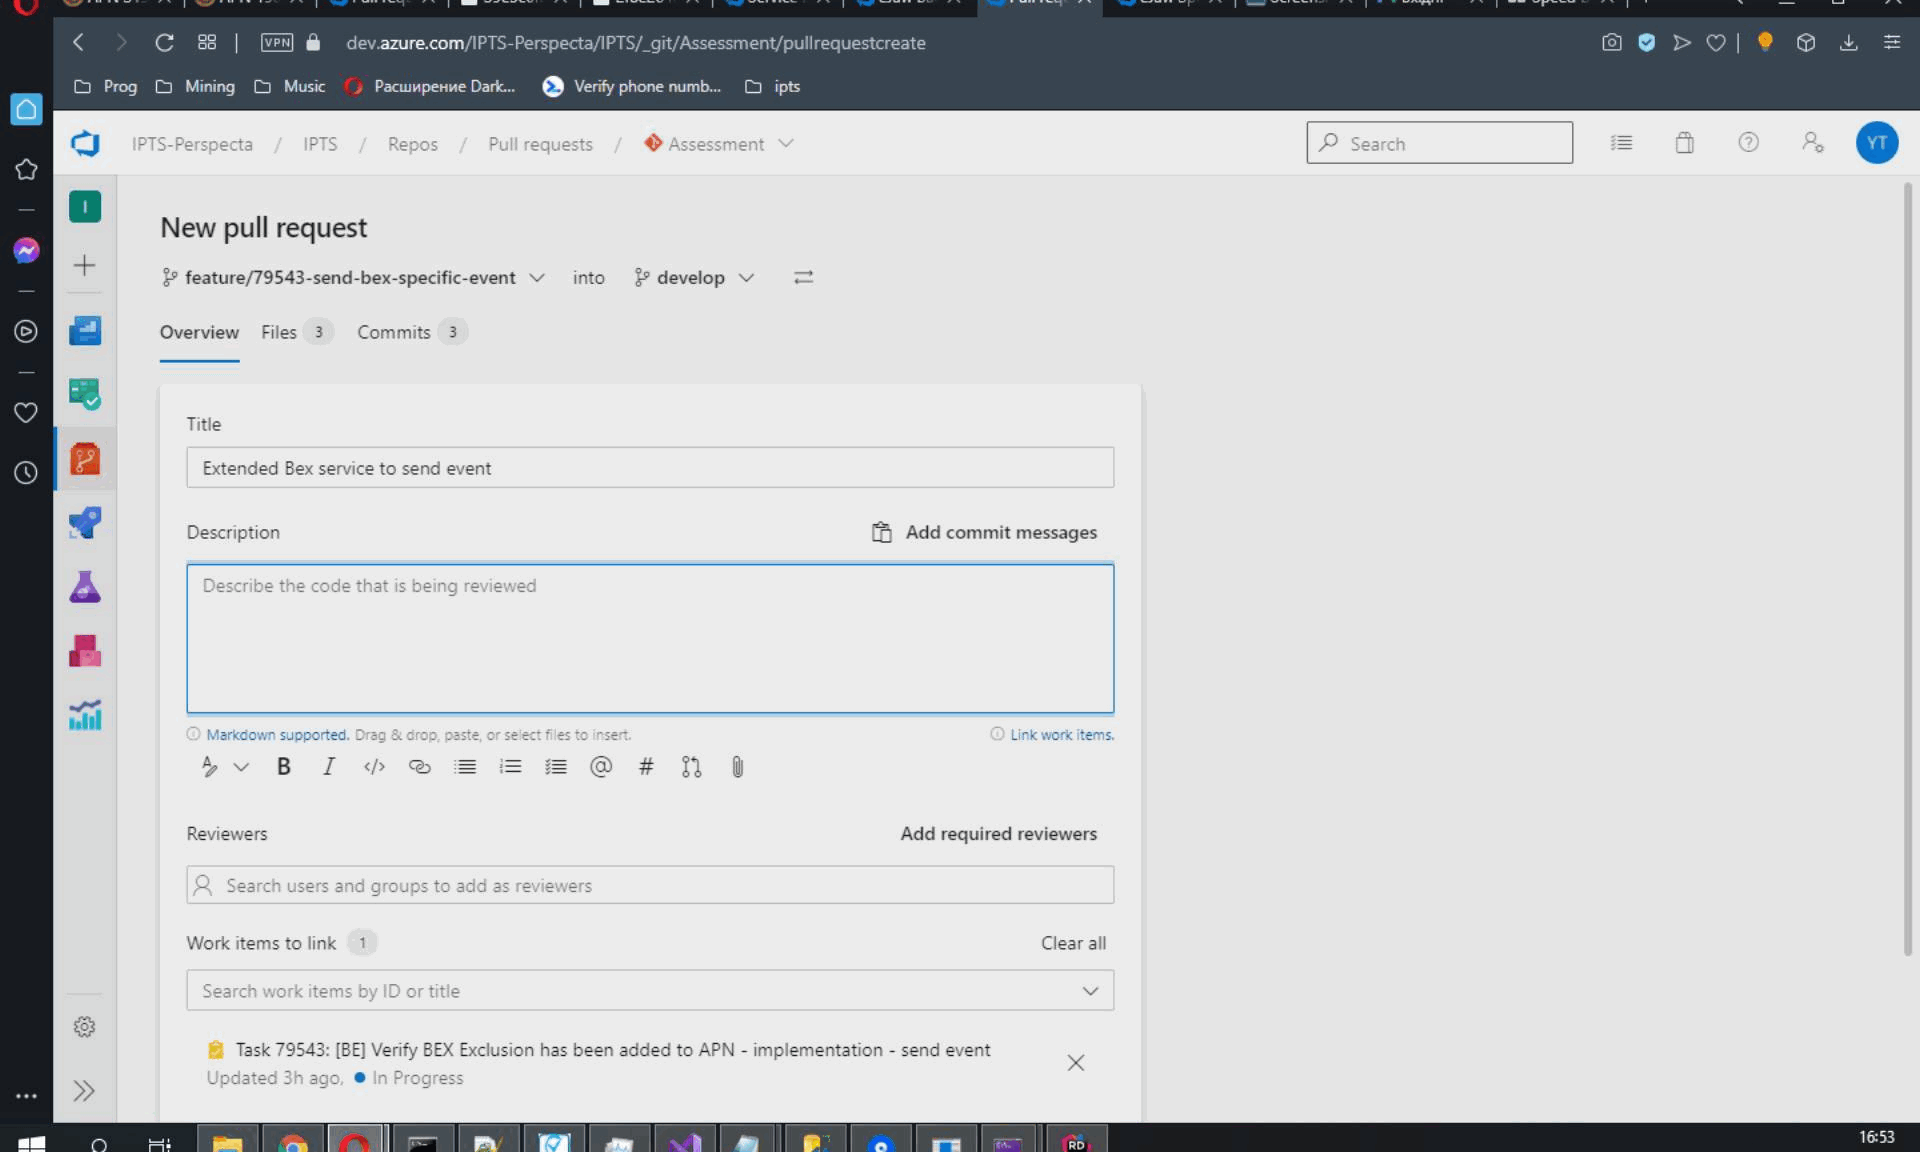 VPN dev.azure.com/IPTS-Perspecta/IPTS/_git/Assessment/pullrequestcreate
Prog Mining Music Расширение Dark... Verify phone numb... ipts
IPTS-Perspecta / IPTS / Repos / Pull requests / Assessment Search YT
I
New pull request
feature/79543-send-bex-specific-event into develop
Overview Files 3 Commits 3
Title
Extended Bex service to send event
Description Add commit messages
Describe the code that is being reviewed
Markdown supported. Drag & drop, paste, or select files to insert. Link work items.
B I </> @ #
Reviewers Add required reviewers
Search users and groups to add as reviewers
Work items to link 1 Clear all
Search work items by ID or title
Task 79543: [BE] Verify BEX Exclusion has been added to APN - implementation - send event
Updated 3h ago, In Progress
RD
16:53